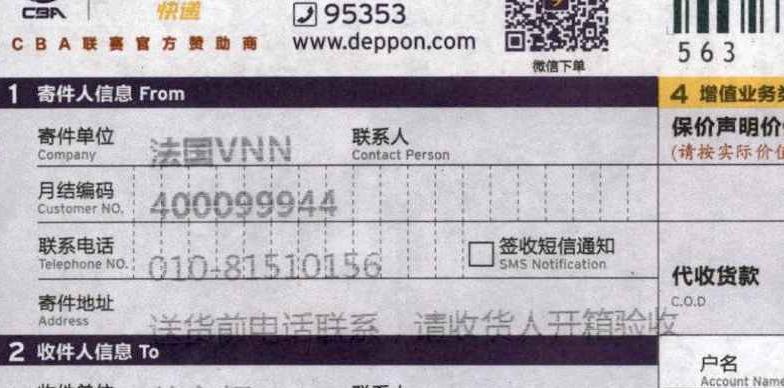 CBA 快递 95353
CBA联赛官方赞助商 www.deppon.com
微信下单
563
1 寄件人信息 From
4 增值业务
寄件单位 法国VNN 联系人
Company Contact Person
保价声明价
(请按实际价值
月结编码 400099944
Customer NO.
联系电话 010-81510156 签收短信通知
Telephone NO. SMS Notification
代收货款
C.O.D
寄件地址 送货前电话联系,请收货人开箱验收
Address
2 收件人信息 To
户名
Account Name